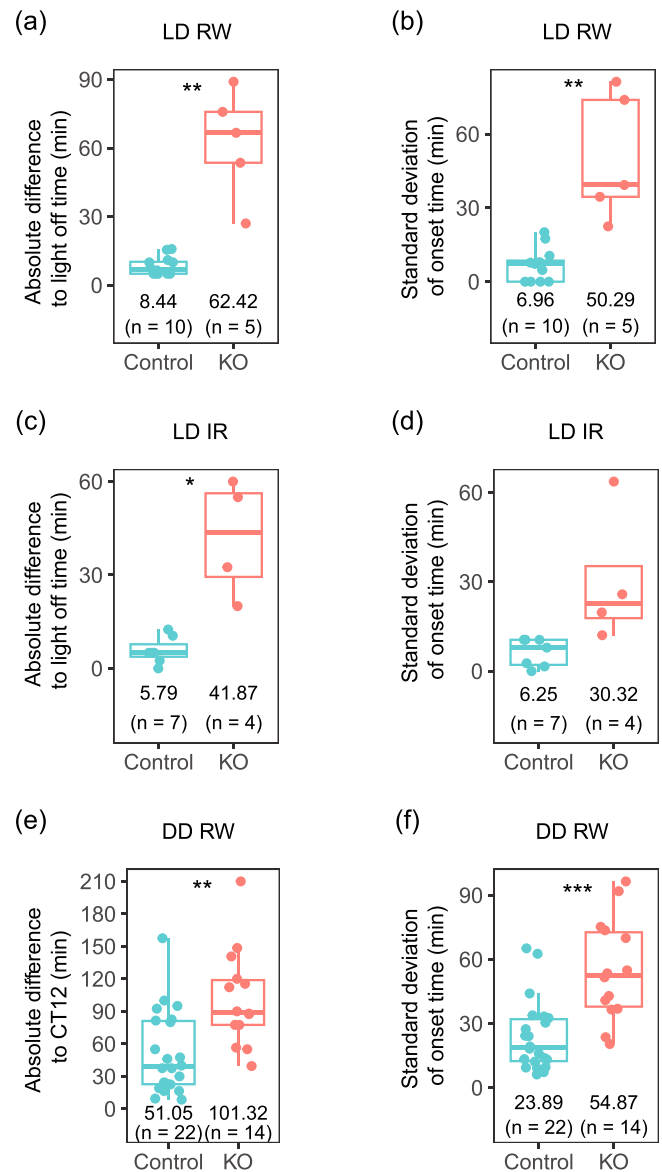 (a)
LD RW
Absolute difference
to light off time (min)
90
60
30
0
**
8.44 62.42
(n = 10) (n = 5)
Control KO
(b)
LD RW
Standard deviation
of onset time (min)
60
30
0
**
6.96 50.29
(n = 10) (n = 5)
Control KO
(c)
LD IR
Absolute difference
to light off time (min)
60
30
0
*
5.79 41.87
(n = 7) (n = 4)
Control KO
(d)
LD IR
Standard deviation
of onset time (min)
60
30
0
6.25 30.32
(n = 7) (n = 4)
Control KO
(e)
DD RW
Absolute difference
to CT12 (min)
210
180
150
120
90
60
30
0
**
51.05 101.32
(n = 22) (n = 14)
Control KO
(f)
DD RW
Standard deviation
of onset time (min)
90
60
30
0
***
23.89 54.87
(n = 22) (n = 14)
Control KO